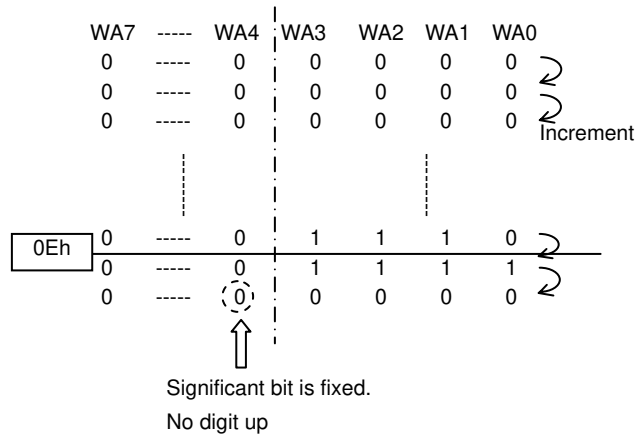 WA7 ----- WA4 WA3 WA2 WA1 WA0
0 ----- 0 0 0 0 0
0 ----- 0 0 0 0 0
0 ----- 0 0 0 0 0
Increment
0 ----- 0 1 1 1 0
0Eh
0 ----- 0 1 1 1 1
0 ----- 0 0 0 0 0
Significant bit is fixed.
No digit up